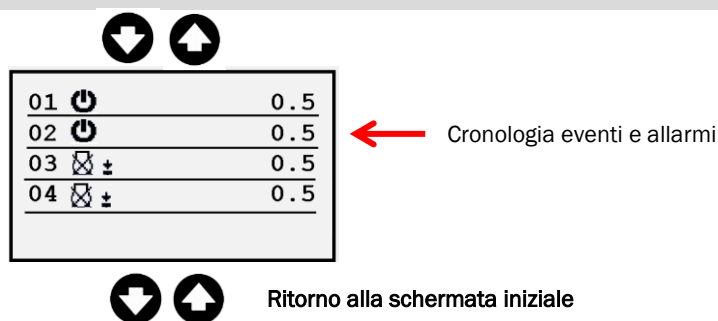 01 0.5
02 0.5
Cronologia eventi e allarmi
03 ± 0.5
04 ± 0.5
Ritorno alla schermata iniziale